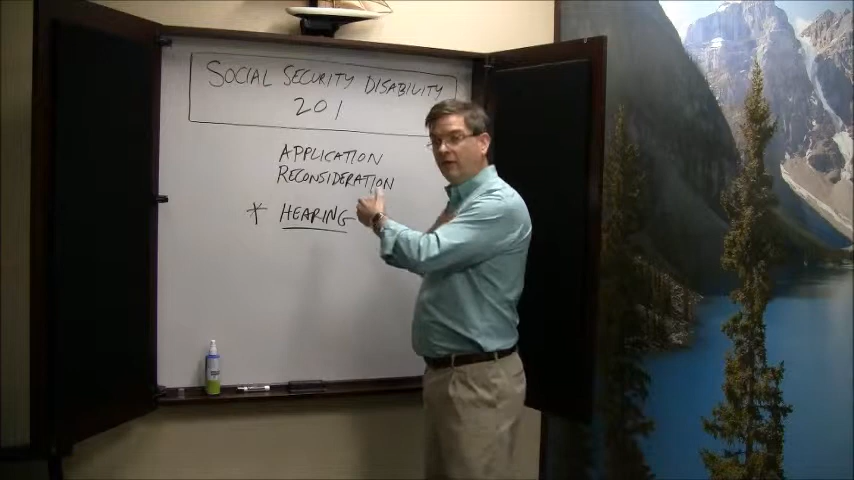 SOCIAL SECURITY DISABILITY
201
APPLICATION
RECONSIDERATION
* HEARING